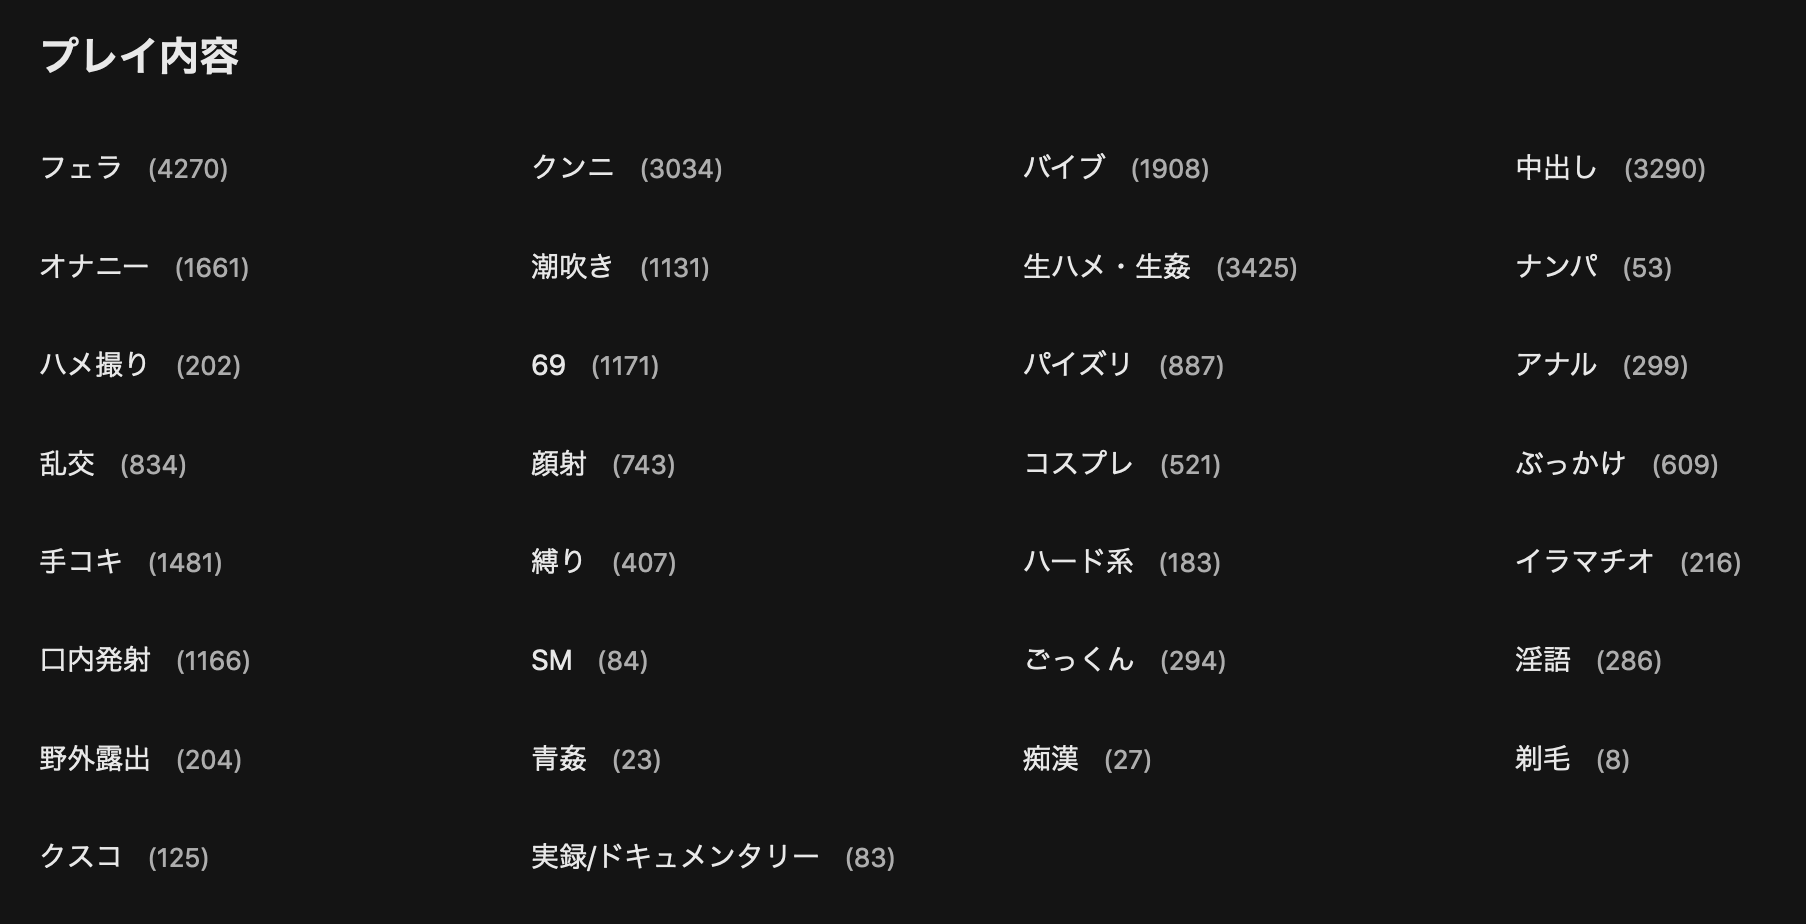 プレイ内容
フェラ (4270) クンニ (3034) バイブ (1908) 中出し (3290)
オナニー (1661) 潮吹き (1131) 生ハメ・生姦 (3425) ナンパ (53)
ハメ撮り (202) 69 (1171) パイズリ (887) アナル (299)
乱交 (834) 顔射 (743) コスプレ (521) ぶっかけ (609)
手コキ (1481) 縛り (407) ハード系 (183) イラマチオ (216)
口内発射 (1166) SM (84) ごっくん (294) 淫語 (286)
野外露出 (204) 青姦 (23) 痴漢 (27) 剃毛 (8)
クスコ (125) 実録/ドキュメンタリー (83)